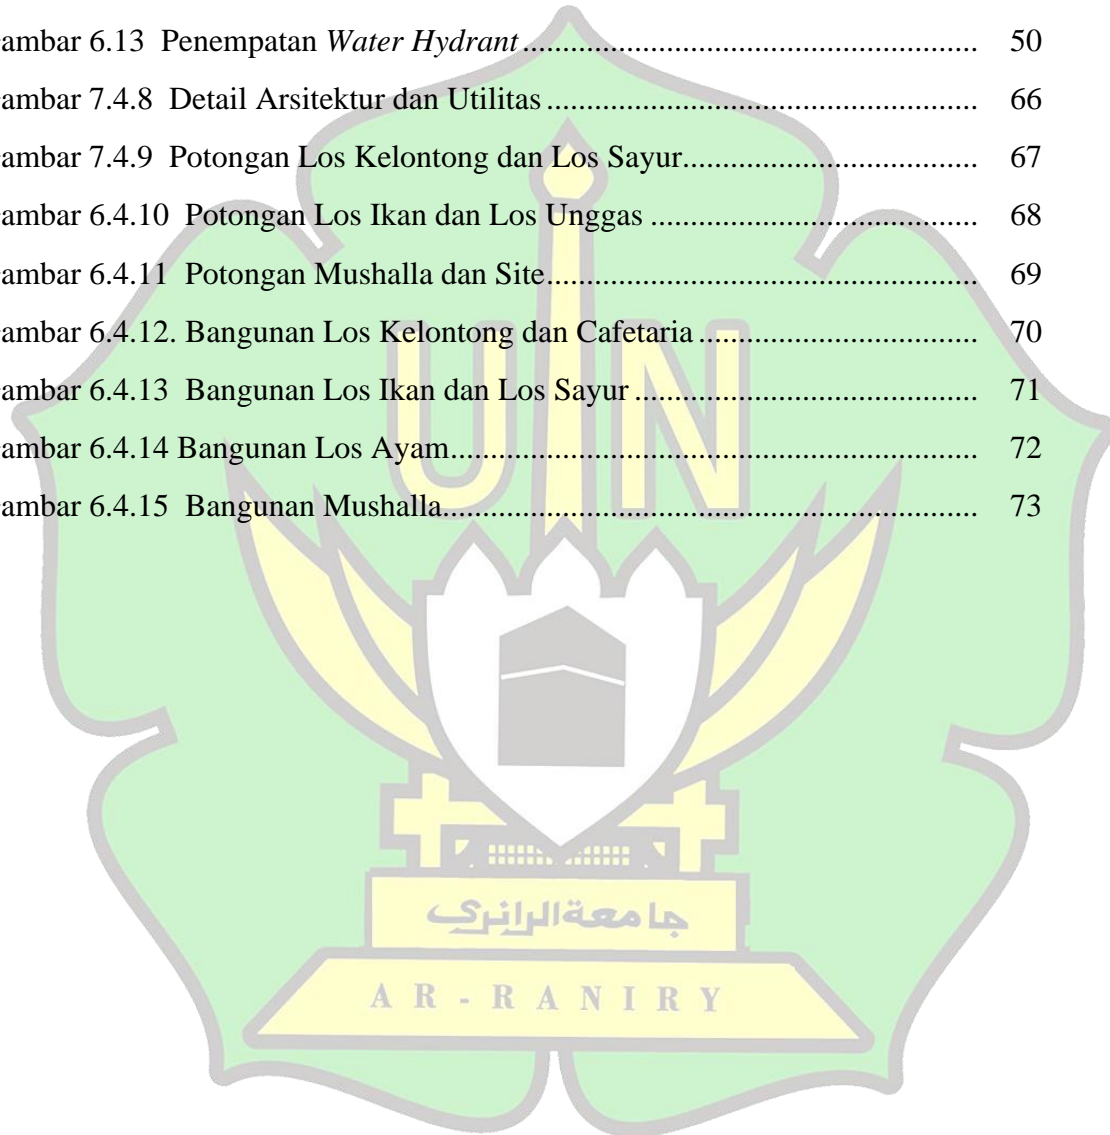 ambar 6.13 Penempatan Water Hydrant ........................................................ 50
ambar 7.4.8 Detail Arsitektur dan Utilitas ..................................................... 66
ambar 7.4.9 Potongan Los Kelontong dan Los Sayur..................................... 67
ambar 6.4.10 Potongan Los Ikan dan Los Unggas ......................................... 68
ambar 6.4.11 Potongan Mushalla dan Site..................................................... 69
ambar 6.4.12. Bangunan Los Kelontong dan Cafetaria ................................... 70
ambar 6.4.13 Bangunan Los Ikan dan Los Sayur ........................................... 71
ambar 6.4.14 Bangunan Los Ayam................................................................. 72
ambar 6.4.15 Bangunan Mushalla.................................................................. 73
UIN
جامعةالرانري
AR-RANIRY